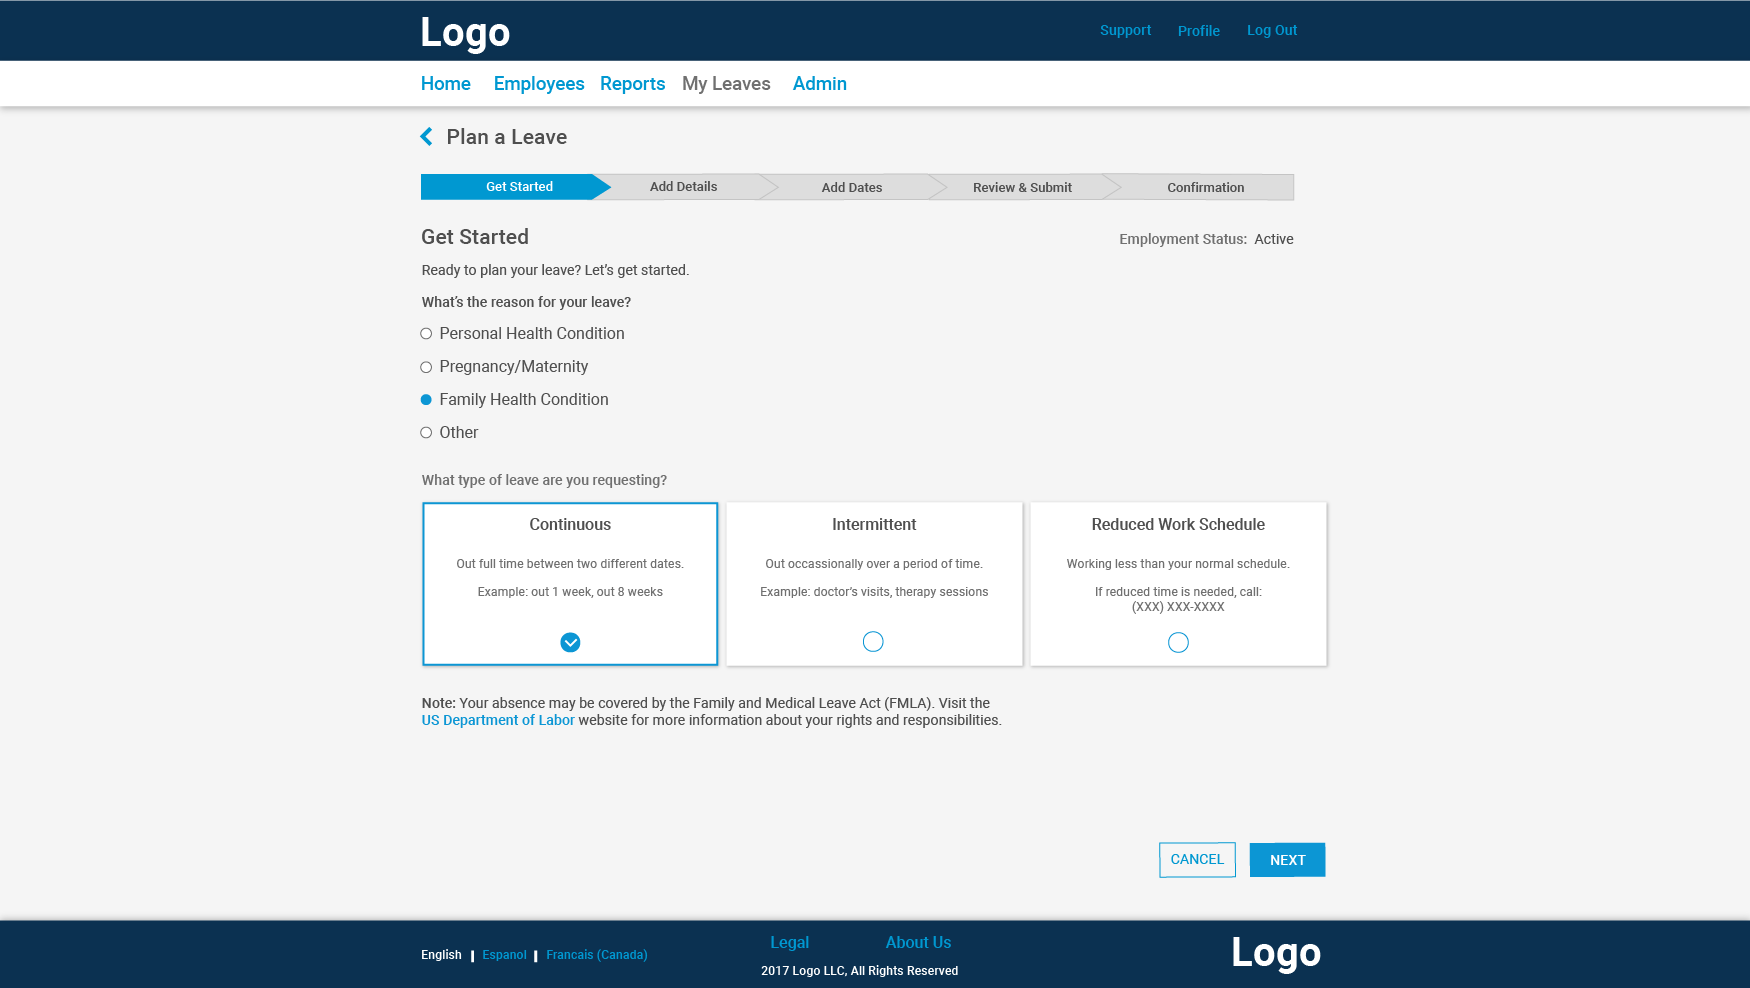 Logo
Support Profile Log Out
Home Employees Reports My Leaves Admin
Plan a Leave
Get Started Add Details Add Dates Review & Submit Confirmation
Get Started
Employment Status: Active
Ready to plan your leave? Let’s get started.
What’s the reason for your leave?
Personal Health Condition
Pregnancy/Maternity
Family Health Condition
Other
What type of leave are you requesting?
Continuous
Out full time between two different dates.
Example: out 1 week, out 8 weeks
Intermittent
Out occassionally over a period of time.
Example: doctor’s visits, therapy sessions
Reduced Work Schedule
Working less than your normal schedule.
If reduced time is needed, call:
(XXX) XXX-XXXX
Note: Your absence may be covered by the Family and Medical Leave Act (FMLA). Visit the
US Department of Labor website for more information about your rights and responsibilities.
CANCEL NEXT
English | Espanol | Francais (Canada)
Legal About Us
2017 Logo LLC, All Rights Reserved
Logo